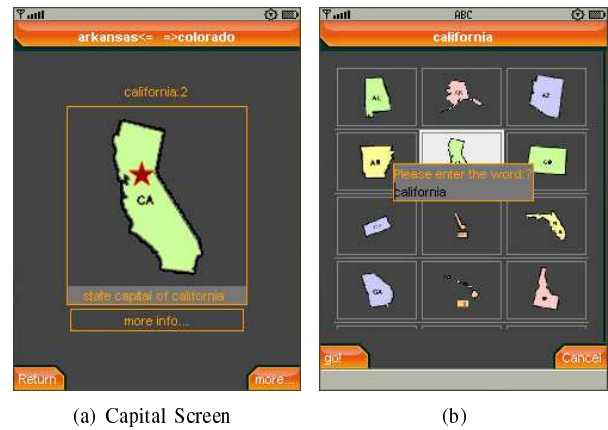 arkansas<= =>colorado
california:2
CA
state capital of california
more info...
Return
more...
(a) Capital Screen
ABC
california
AL
AK
AZ
AR
Please enter the word:?
california
CO
GA
go!
Cancel
(b)